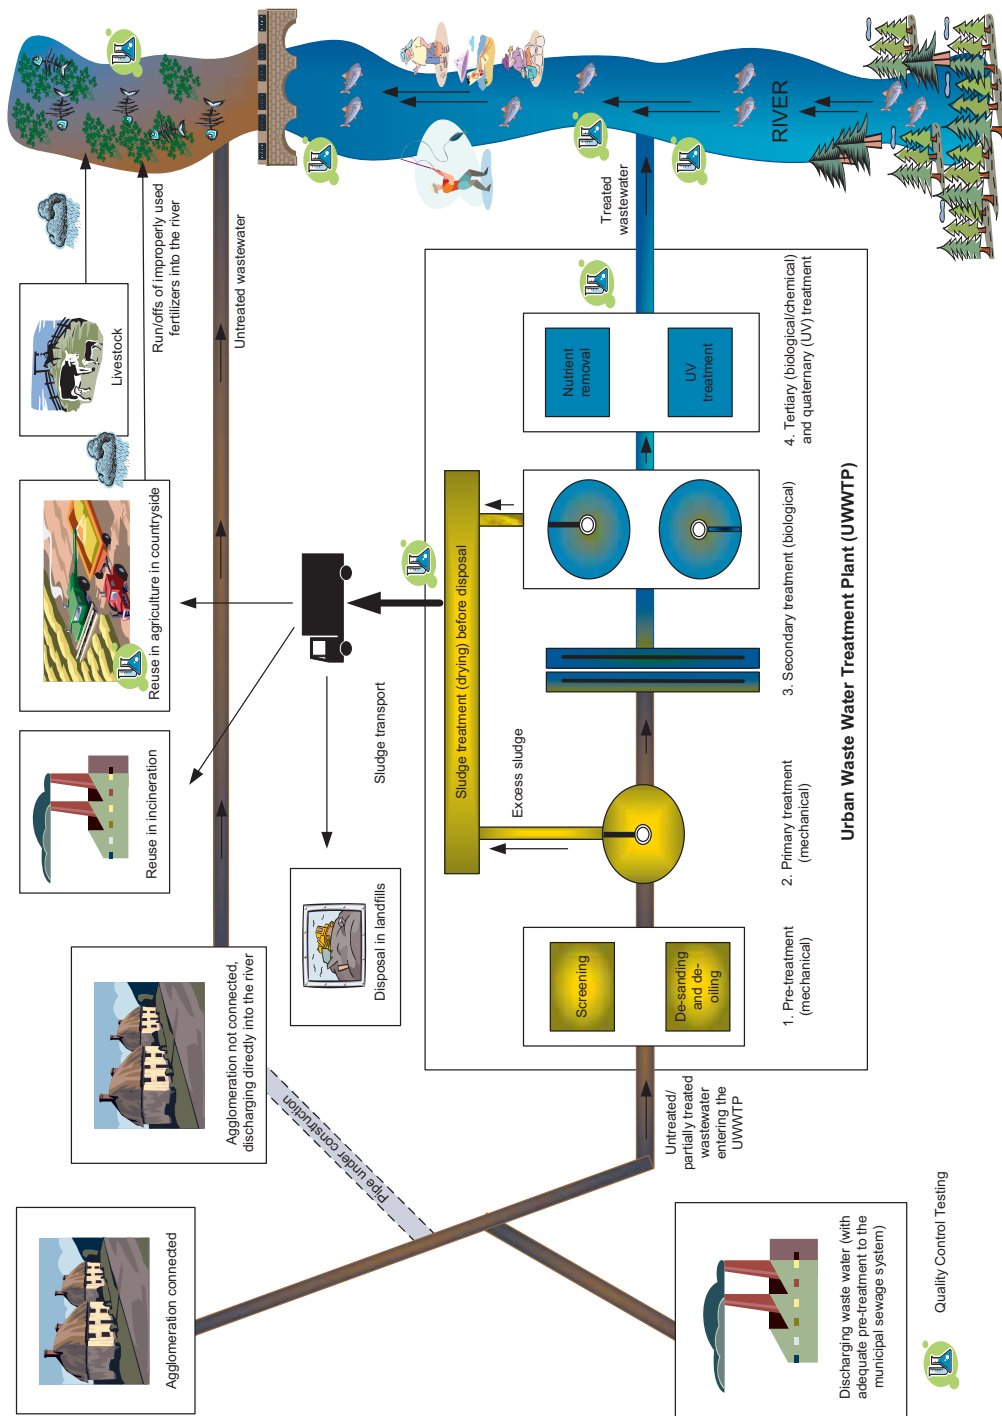 Agglomeration connected
Agglomeration not connected,
discharging directly into the river
Reuse in incineration
Reuse in agriculture in countryside
Livestock
Run/offs of improperly used
fertilizers into the river
Untreated wastewater
Pipe under construction
Disposal in landfills
Sludge transport
Sludge treatment (drying) before disposal
Excess sludge
Untreated/
partially treated
wastewater
entering the
UWWTP
Screening
De-sanding
and de-
oiling
1. Pre-treatment
(mechanical)
2. Primary treatment
(mechanical)
3. Secondary treatment (biological)
Nutrient
removal
UV
treatment
4. Tertiary (biological/chemical)
and quaternary (UV) treatment
Urban Waste Water Treatment Plant (UWWTP)
Treated
wastewater
RIVER
Discharging waste water (with
adequate pre-treatment to the
municipal sewage system)
Quality Control Testing